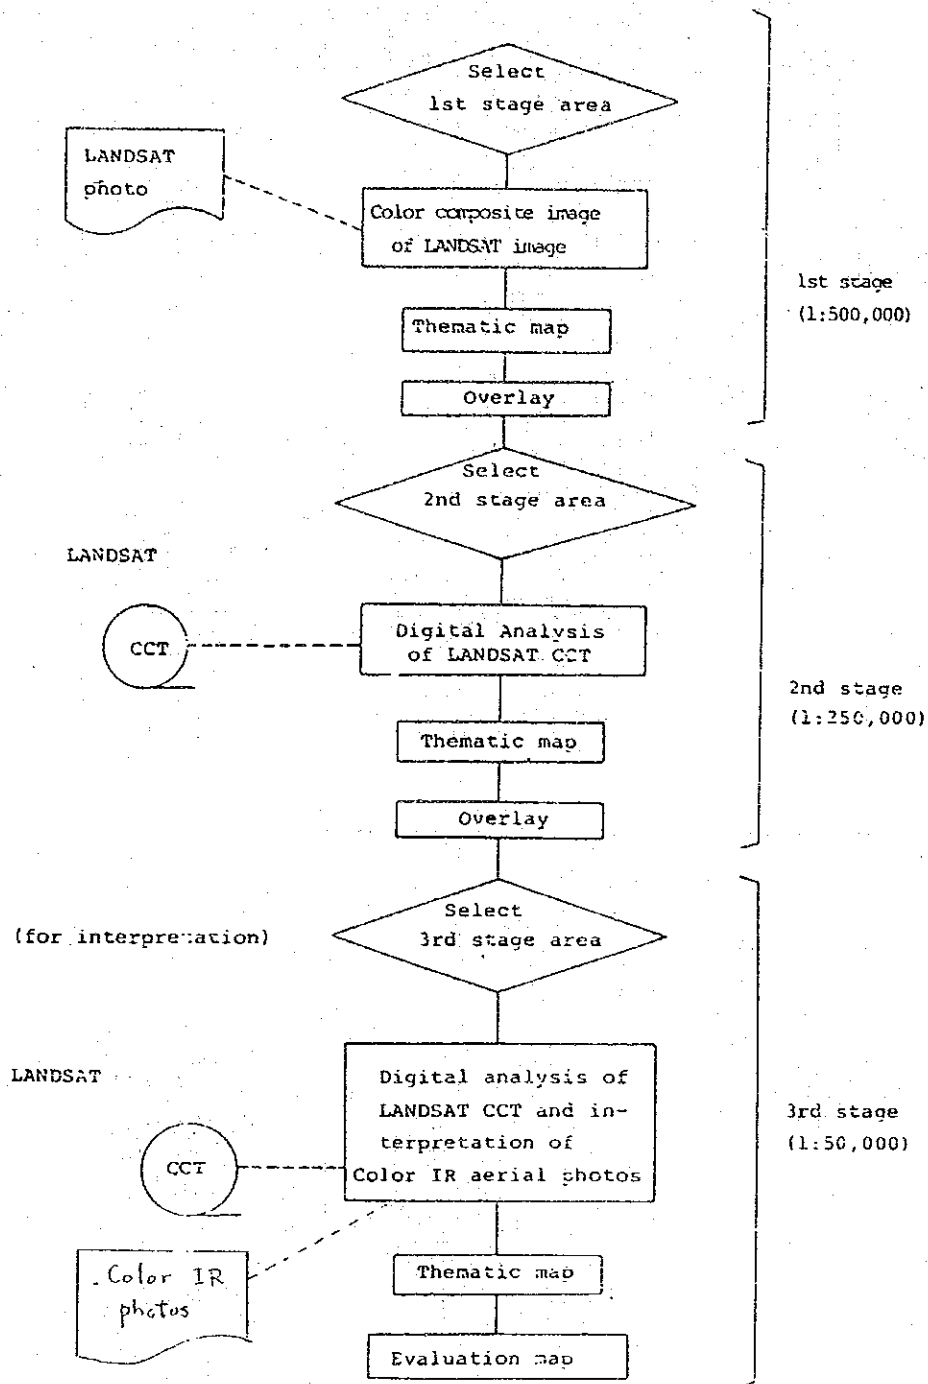 Select
1st stage area
LANDSAT
photo
Color composite image
of LANDSAT image
Thematic map
Overlay
1st stage
(1:500,000)
Select
2nd stage area
LANDSAT
CCT
Digital Analysis
of LANDSAT CCT
Thematic map
Overlay
2nd stage
(1:250,000)
Select
3rd stage area
(for interpretation)
LANDSAT
CCT
Digital analysis of
LANDSAT CCT and in-
terpretation of
Color IR aerial photos
Color IR
photos
Thematic map
Evaluation map
3rd stage
(1:50,000)